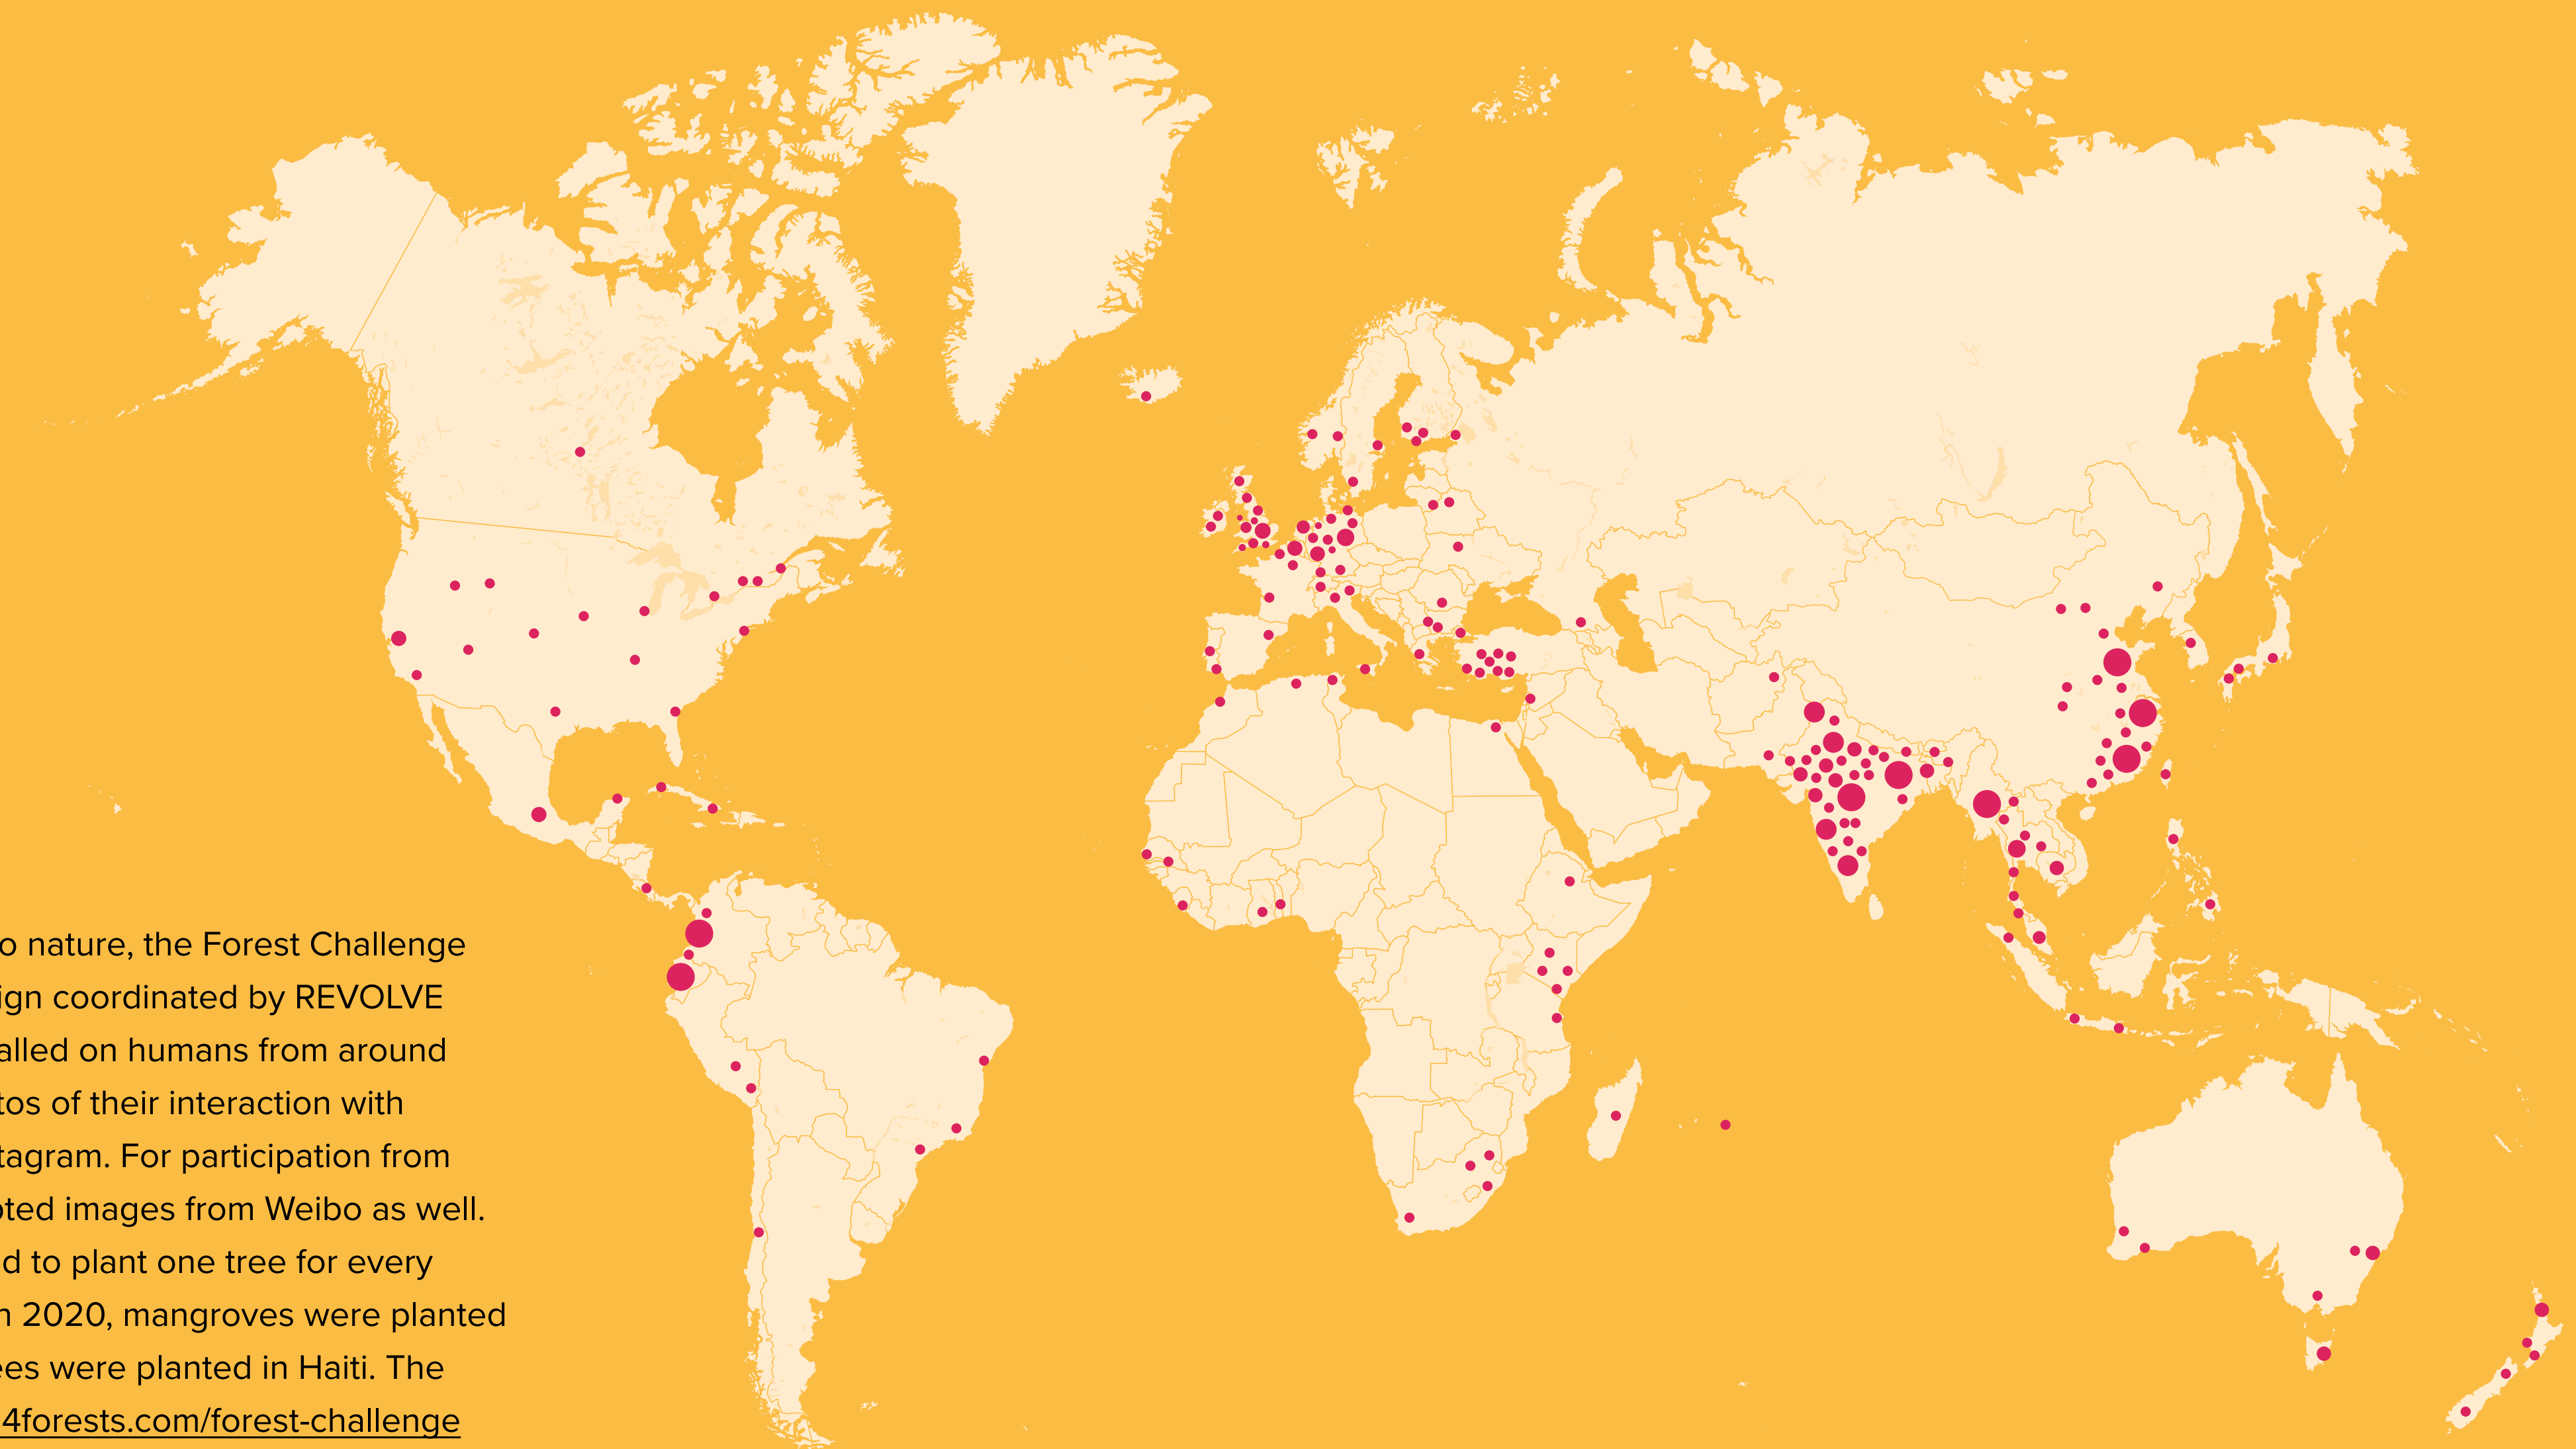 o nature, the Forest Challenge
ign coordinated by REVOLVE
alled on humans from around
tos of their interaction with
tagram. For participation from
ted images from Weibo as well.
d to plant one tree for every
n 2020, mangroves were planted
ees were planted in Haiti. The
4forests.com/forest-challenge